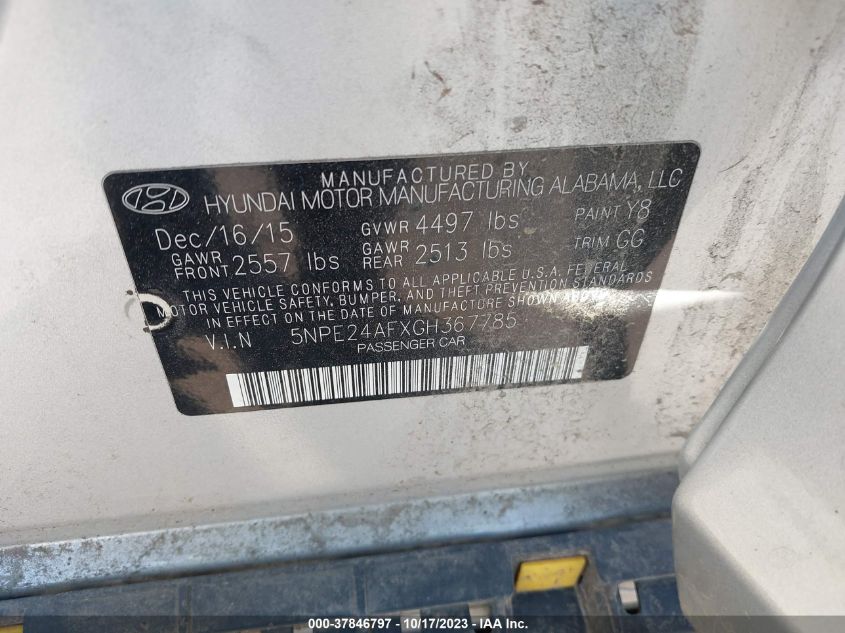 MANUFACTURED BY
HYUNDAI MOTOR MANUFACTURING ALABAMA, LLC
Dec/16/15 GVWR 4497 lbs PAINT Y8
GAWR FRONT 2557 lbs GAWR REAR 2513 lbs TRIM GG
THIS VEHICLE CONFORMS TO ALL APPLICABLE U.S.A. FEDERAL
MOTOR VEHICLE SAFETY, BUMPER, AND THEFT PREVENTION STANDARDS
IN EFFECT ON THE DATE OF MANUFACTURE SHOWN ABOVE.
V.I.N 5NPE24AFXGH367785
PASSENGER CAR
000-37846797 - 10/17/2023 - IAA Inc.